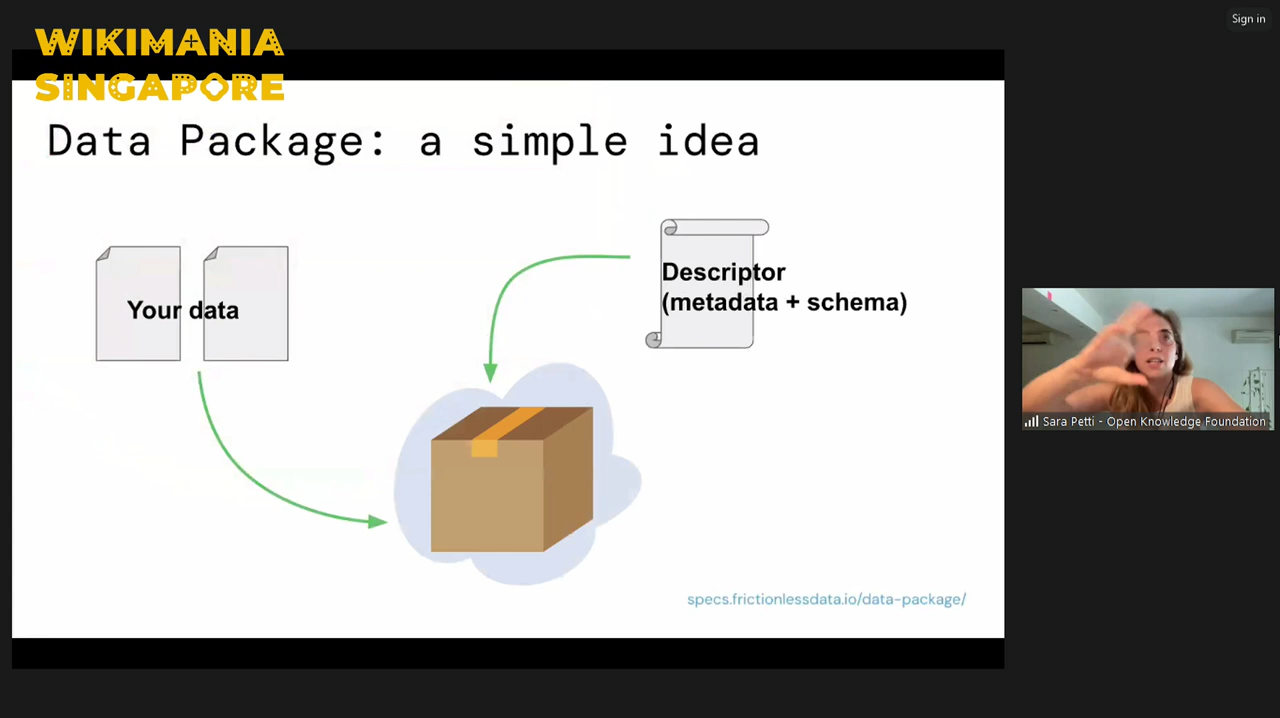 Sign in
WIKIMANIA
SINGAPORE
Data Package: a simple idea
Your data
Descriptor
(metadata + schema)
specs.frictionlessdata.io/data-package/
Sara Petti - Open Knowledge Foundation